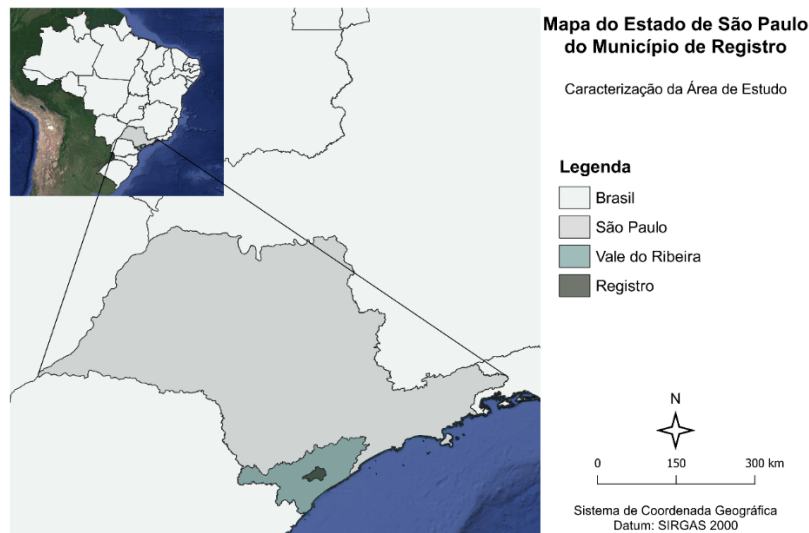 Mapa do Estado de São Paulo
do Município de Registro
Caracterização da Área de Estudo
Legenda
Brasil
São Paulo
Vale do Ribeira
Registro
N
0 150 300 km
Sistema de Coordenada Geográfica
Datum: SIRGAS 2000